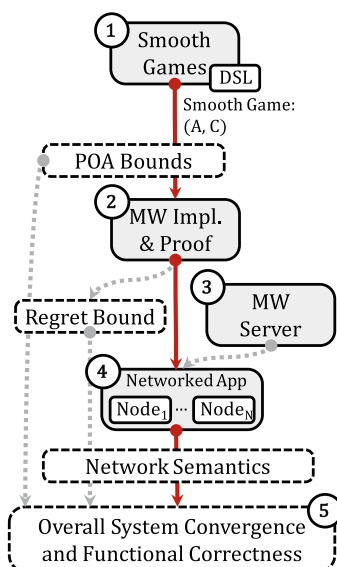 1
Smooth
Games
DSL
Smooth Game:
(A, C)
POA Bounds
2
MW Impl.
& Proof
Regret Bound
3
MW
Server
4
Networked App
Node1 ... NodeN
Network Semantics
5
Overall System Convergence
and Functional Correctness